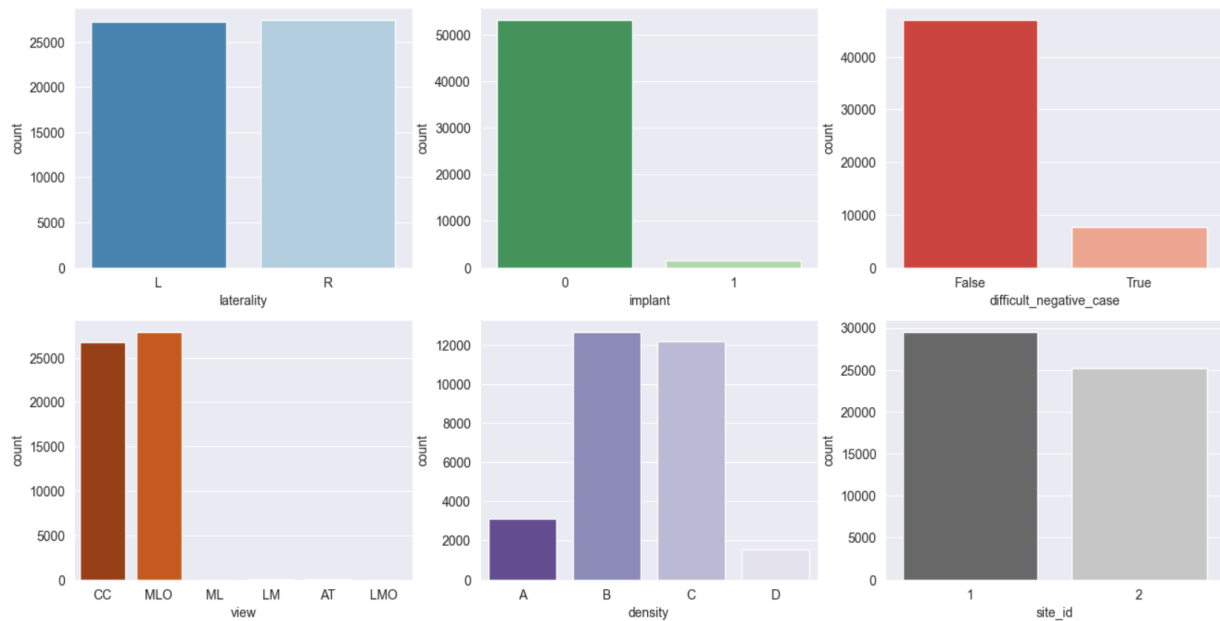 25000
20000
15000
10000
5000
0
count
L
R
laterality
50000
40000
30000
20000
10000
0
count
0
1
implant
40000
30000
20000
10000
0
count
False
True
difficult_negative_case
25000
20000
15000
10000
5000
0
count
CC
MLO
ML
LM
AT
LMO
view
12000
10000
8000
6000
4000
2000
0
count
A
B
C
D
density
30000
25000
20000
15000
10000
5000
0
count
1
2
site_id